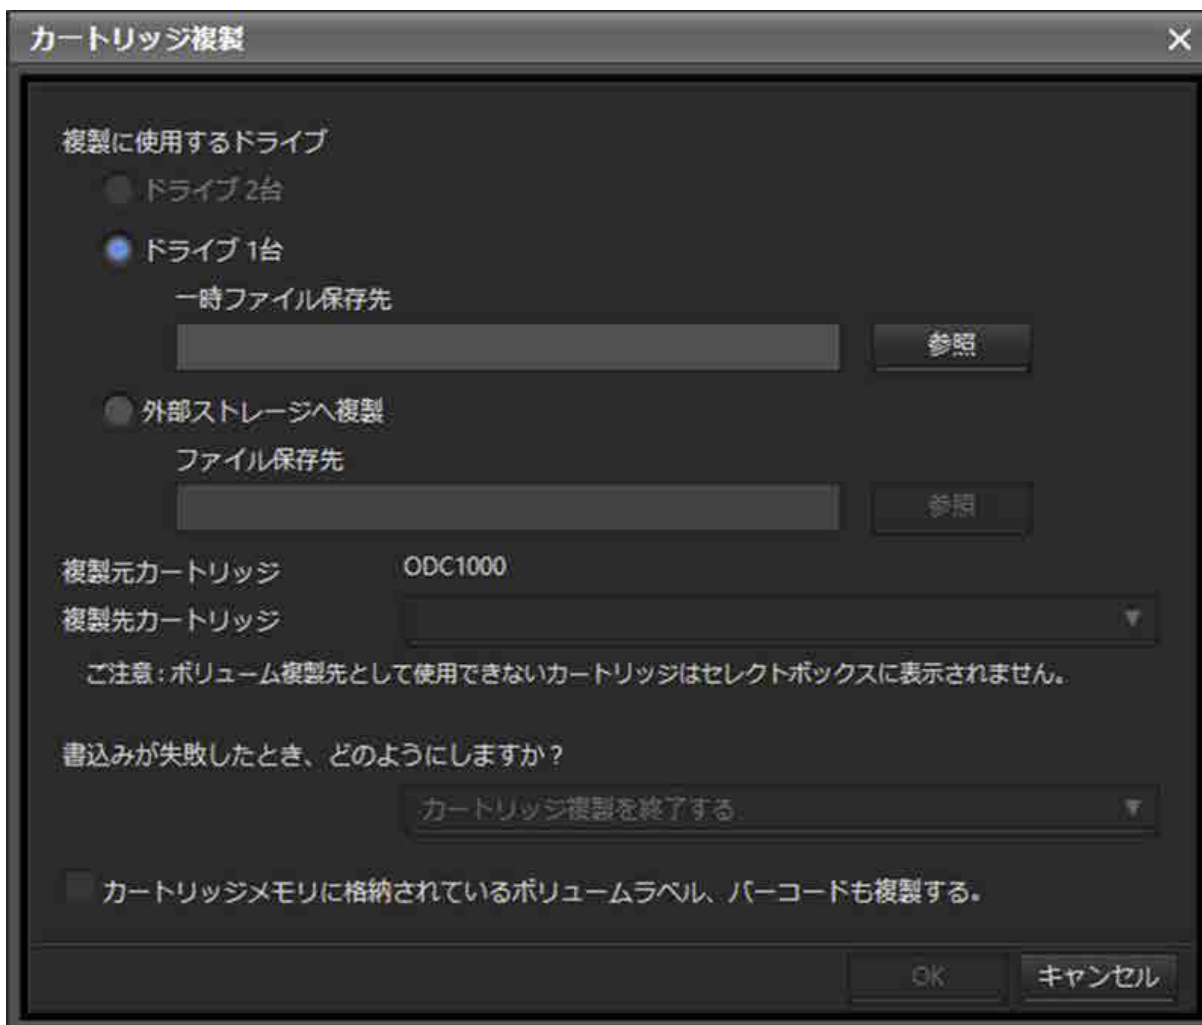 カートリッジ複製
複製に使用するドライブ
ドライブ 2台
ドライブ 1台
一時ファイル保存先
参照
外部ストレージへ複製
ファイル保存先
参照
複製元カートリッジ ODC1000
複製先カートリッジ
ご注意 : ボリューム複製先として使用できないカートリッジはセレクトボックスに表示されません。
書込みが失敗したとき、どのようにしますか？
カートリッジ複製を終了する
カートリッジメモリに格納されているボリュームラベル、バーコードも複製する。
OK キャンセル